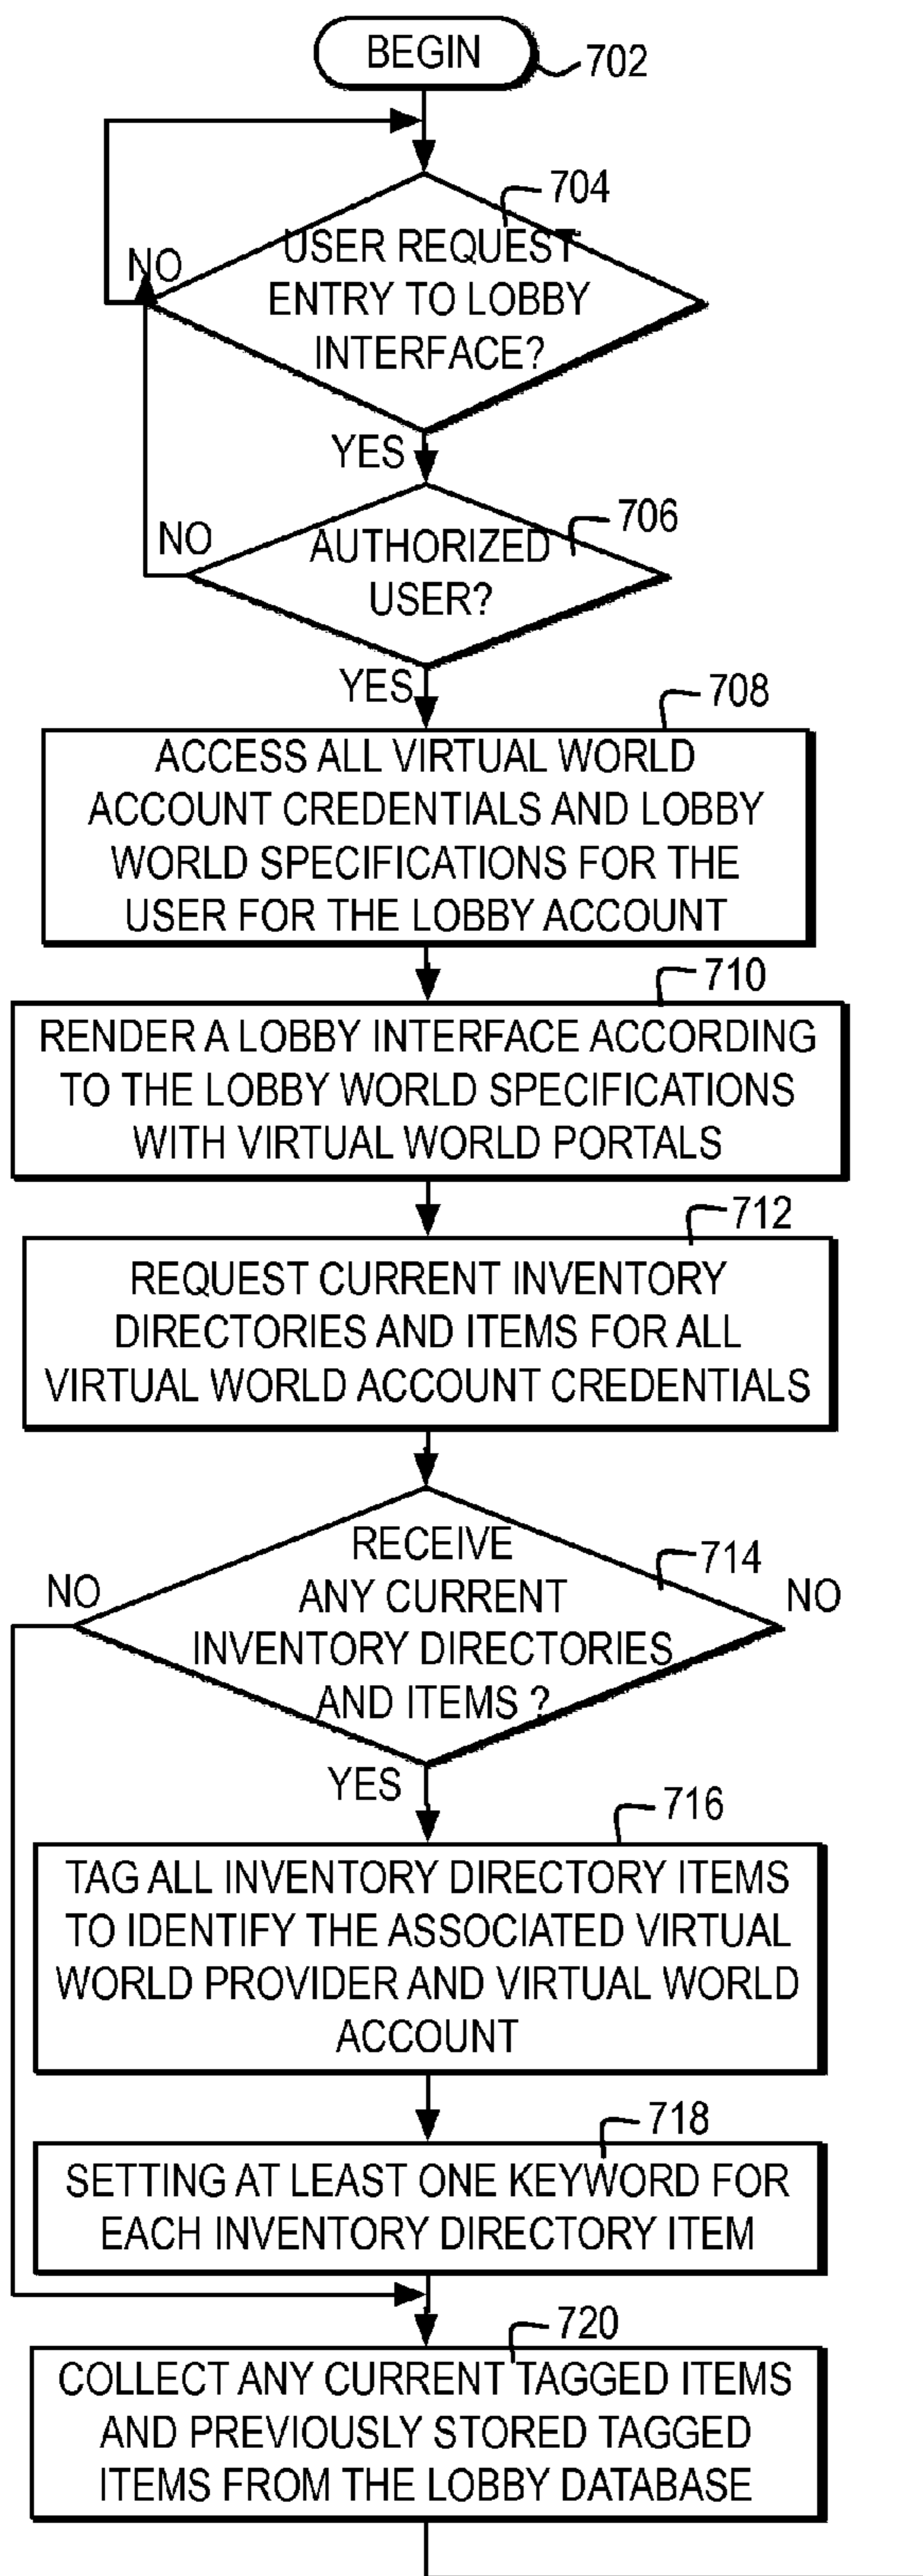 BEGIN
702
704
NO
USER REQUEST
ENTRY TO LOBBY
INTERFACE?
YES
706
NO
AUTHORIZED
USER?
YES
708
ACCESS ALL VIRTUAL WORLD
ACCOUNT CREDENTIALS AND LOBBY
WORLD SPECIFICATIONS FOR THE
USER FOR THE LOBBY ACCOUNT
710
RENDER A LOBBY INTERFACE ACCORDING
TO THE LOBBY WORLD SPECIFICATIONS
WITH VIRTUAL WORLD PORTALS
712
REQUEST CURRENT INVENTORY
DIRECTORIES AND ITEMS FOR ALL
VIRTUAL WORLD ACCOUNT CREDENTIALS
714
NO
NO
RECEIVE
ANY CURRENT
INVENTORY DIRECTORIES
AND ITEMS ?
YES
716
TAG ALL INVENTORY DIRECTORY ITEMS
TO IDENTIFY THE ASSOCIATED VIRTUAL
WORLD PROVIDER AND VIRTUAL WORLD
ACCOUNT
718
SETTING AT LEAST ONE KEYWORD FOR
EACH INVENTORY DIRECTORY ITEM
720
COLLECT ANY CURRENT TAGGED ITEMS
AND PREVIOUSLY STORED TAGGED
ITEMS FROM THE LOBBY DATABASE